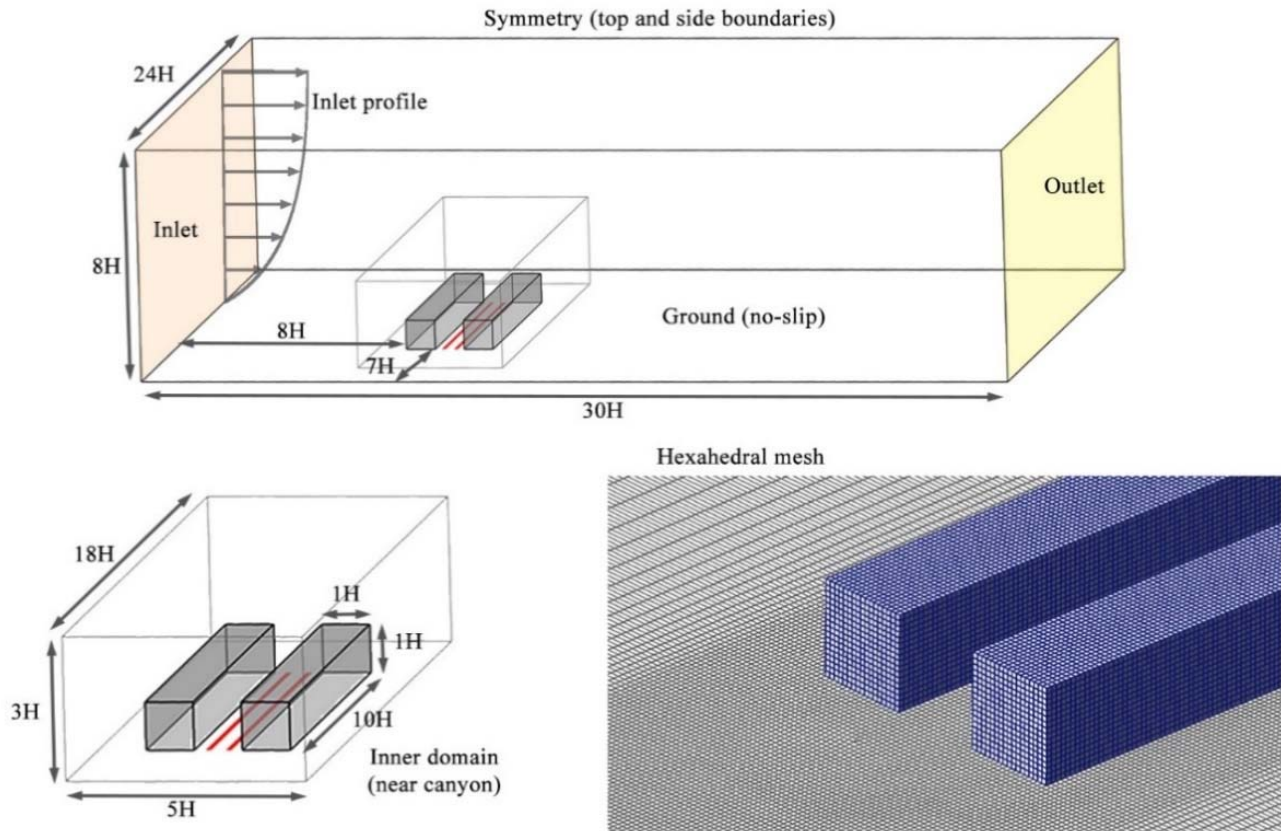 Symmetry (top and side boundaries)
24H
Inlet profile
Inlet
Outlet
8H
Ground (no-slip)
8H
7H
30H
Hexahedral mesh
18H
1H
1H
3H
10H
Inner domain
(near canyon)
5H